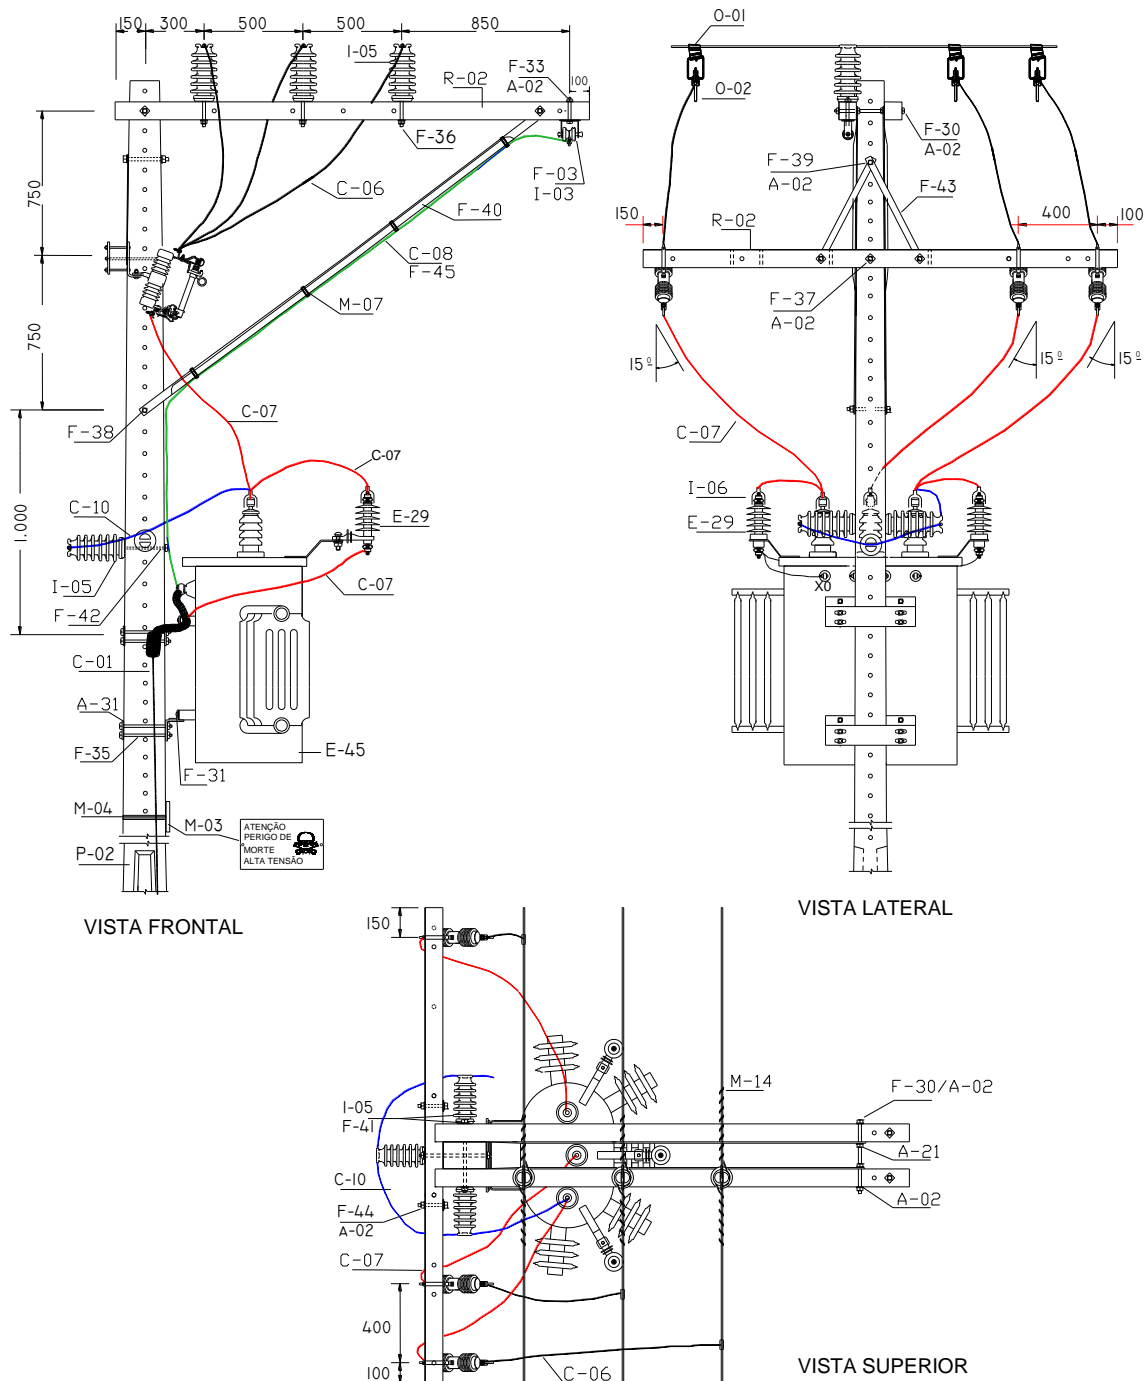 150 300 500 500 850
I-05
R-02
F-33
A-02
100
F-36
F-03
I-03
C-06
F-40
750
C-08
F-45
M-07
750
C-07
F-38
C-07
C-10
E-29
1.000
I-05
F-42
C-07
C-01
A-31
F-35
F-31
E-45
M-04
M-03
ATENÇÃO
PERIGO DE
MORTE
ALTA TENSÃO
P-02
VISTA FRONTAL
O-01
O-02
F-30
A-02
F-39
A-02
F-43
150
R-02
400
100
F-37
A-02
15º
15º
15º
C-07
I-06
E-29
X0
VISTA LATERAL
150
M-14
F-30/A-02
I-05
F-41
A-21
C-10
A-02
F-44
A-02
C-07
400
100
C-06
VISTA SUPERIOR